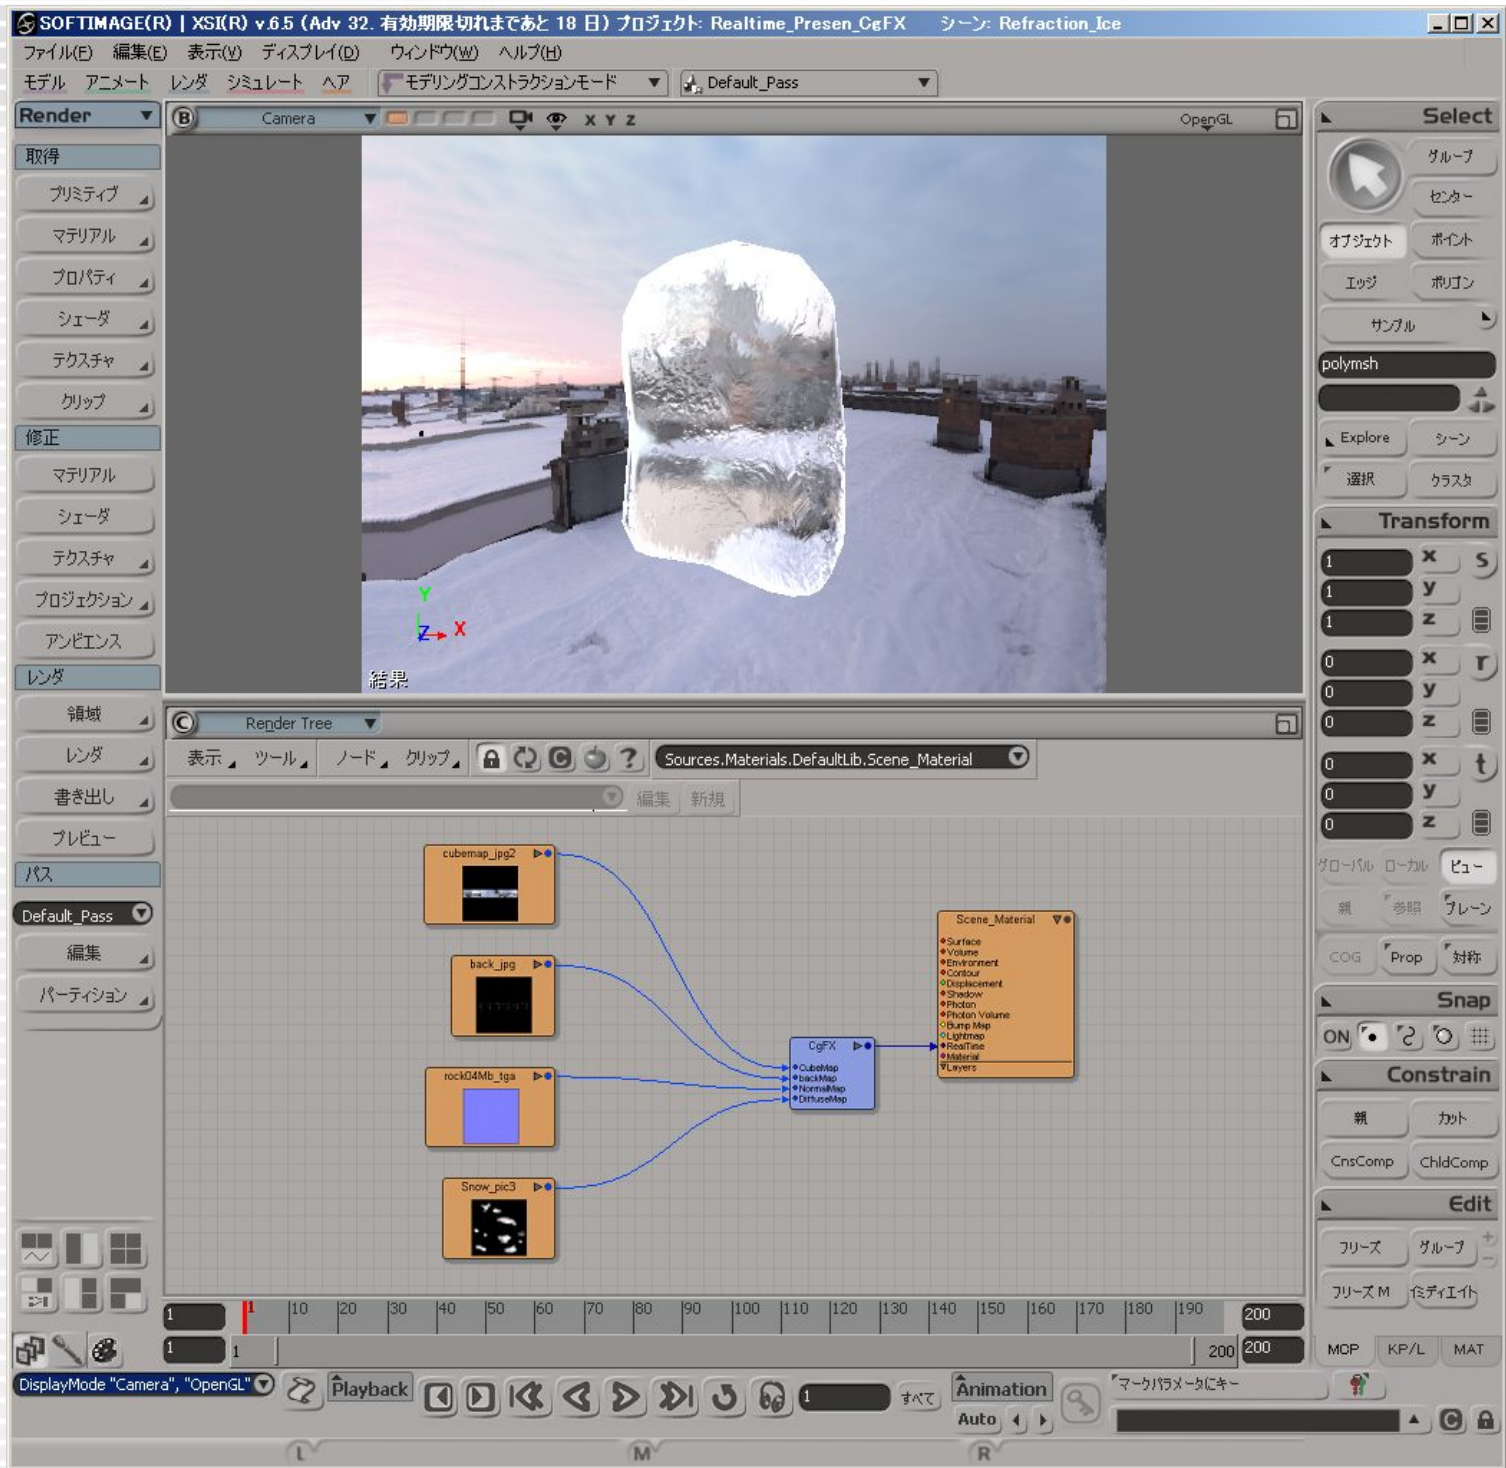 SOFTIMAGE(R) | XSI(R) v.6.5 (Adv 32. 有効期限切れまであと 18 日) プロジェクト: Realtime_Presen_CgFX シーン: Refraction_Ice
ファイル(F) 編集(E) 表示(V) ディスプレイ(D) ウィンドウ(W) ヘルプ(H)
モデル アニメート レンダ シミュレート ヘア モデリングコンストラクションモード Default_Pass
Render
取得
プリミティブ
マテリアル
プロパティ
シェーダ
テクスチャ
クリップ
修正
マテリアル
シェーダ
テクスチャ
プロジェクション
アンビエンス
レンダ
領域
レンダ
書き出し
プレビュー
パス
Default_Pass
編集
パーティション
B Camera X Y Z OpenGL
Y
Z X
結果
C Render Tree
表示 ツール ノード クリップ C ? Sources.Materials.DefaultLib.Scene_Material
編集 新規
cubemap_jpg2
back_jpg
rock04Mb_tga
Snow_pic3
CgFX
CubeMap
backMap
NormalMap
DiffuseMap
Scene_Material
Surface
Volume
Environment
Contour
Displacement
Shadow
Photon
Photon Volume
Bump Map
Lightmap
RealTime
Material
Layers
Select
グループ
センター
オブジェクト ポイント
エッジ ポリゴン
サンプル
polymsh
Explore シーン
選択 クラスタ
Transform
1 x s
1 y
1 z
0 x r
0 y
0 z
0 x t
0 y
0 z
グローバル ローカル ビュー
親 参照 プレーン
COG Prop 対称
Snap
ON
Constrain
親 カット
CnsComp ChldComp
Edit
フリーズ グループ + −
フリーズ M イミディエイト
MCP KP/L MAT
1 1 10 20 30 40 50 60 70 80 90 100 110 120 130 140 150 160 170 180 190 200
1 1 200 200
DisplayMode "Camera", "OpenGL" Playback 1 すべて Animation マークパラメータにキー
Auto C
L M R